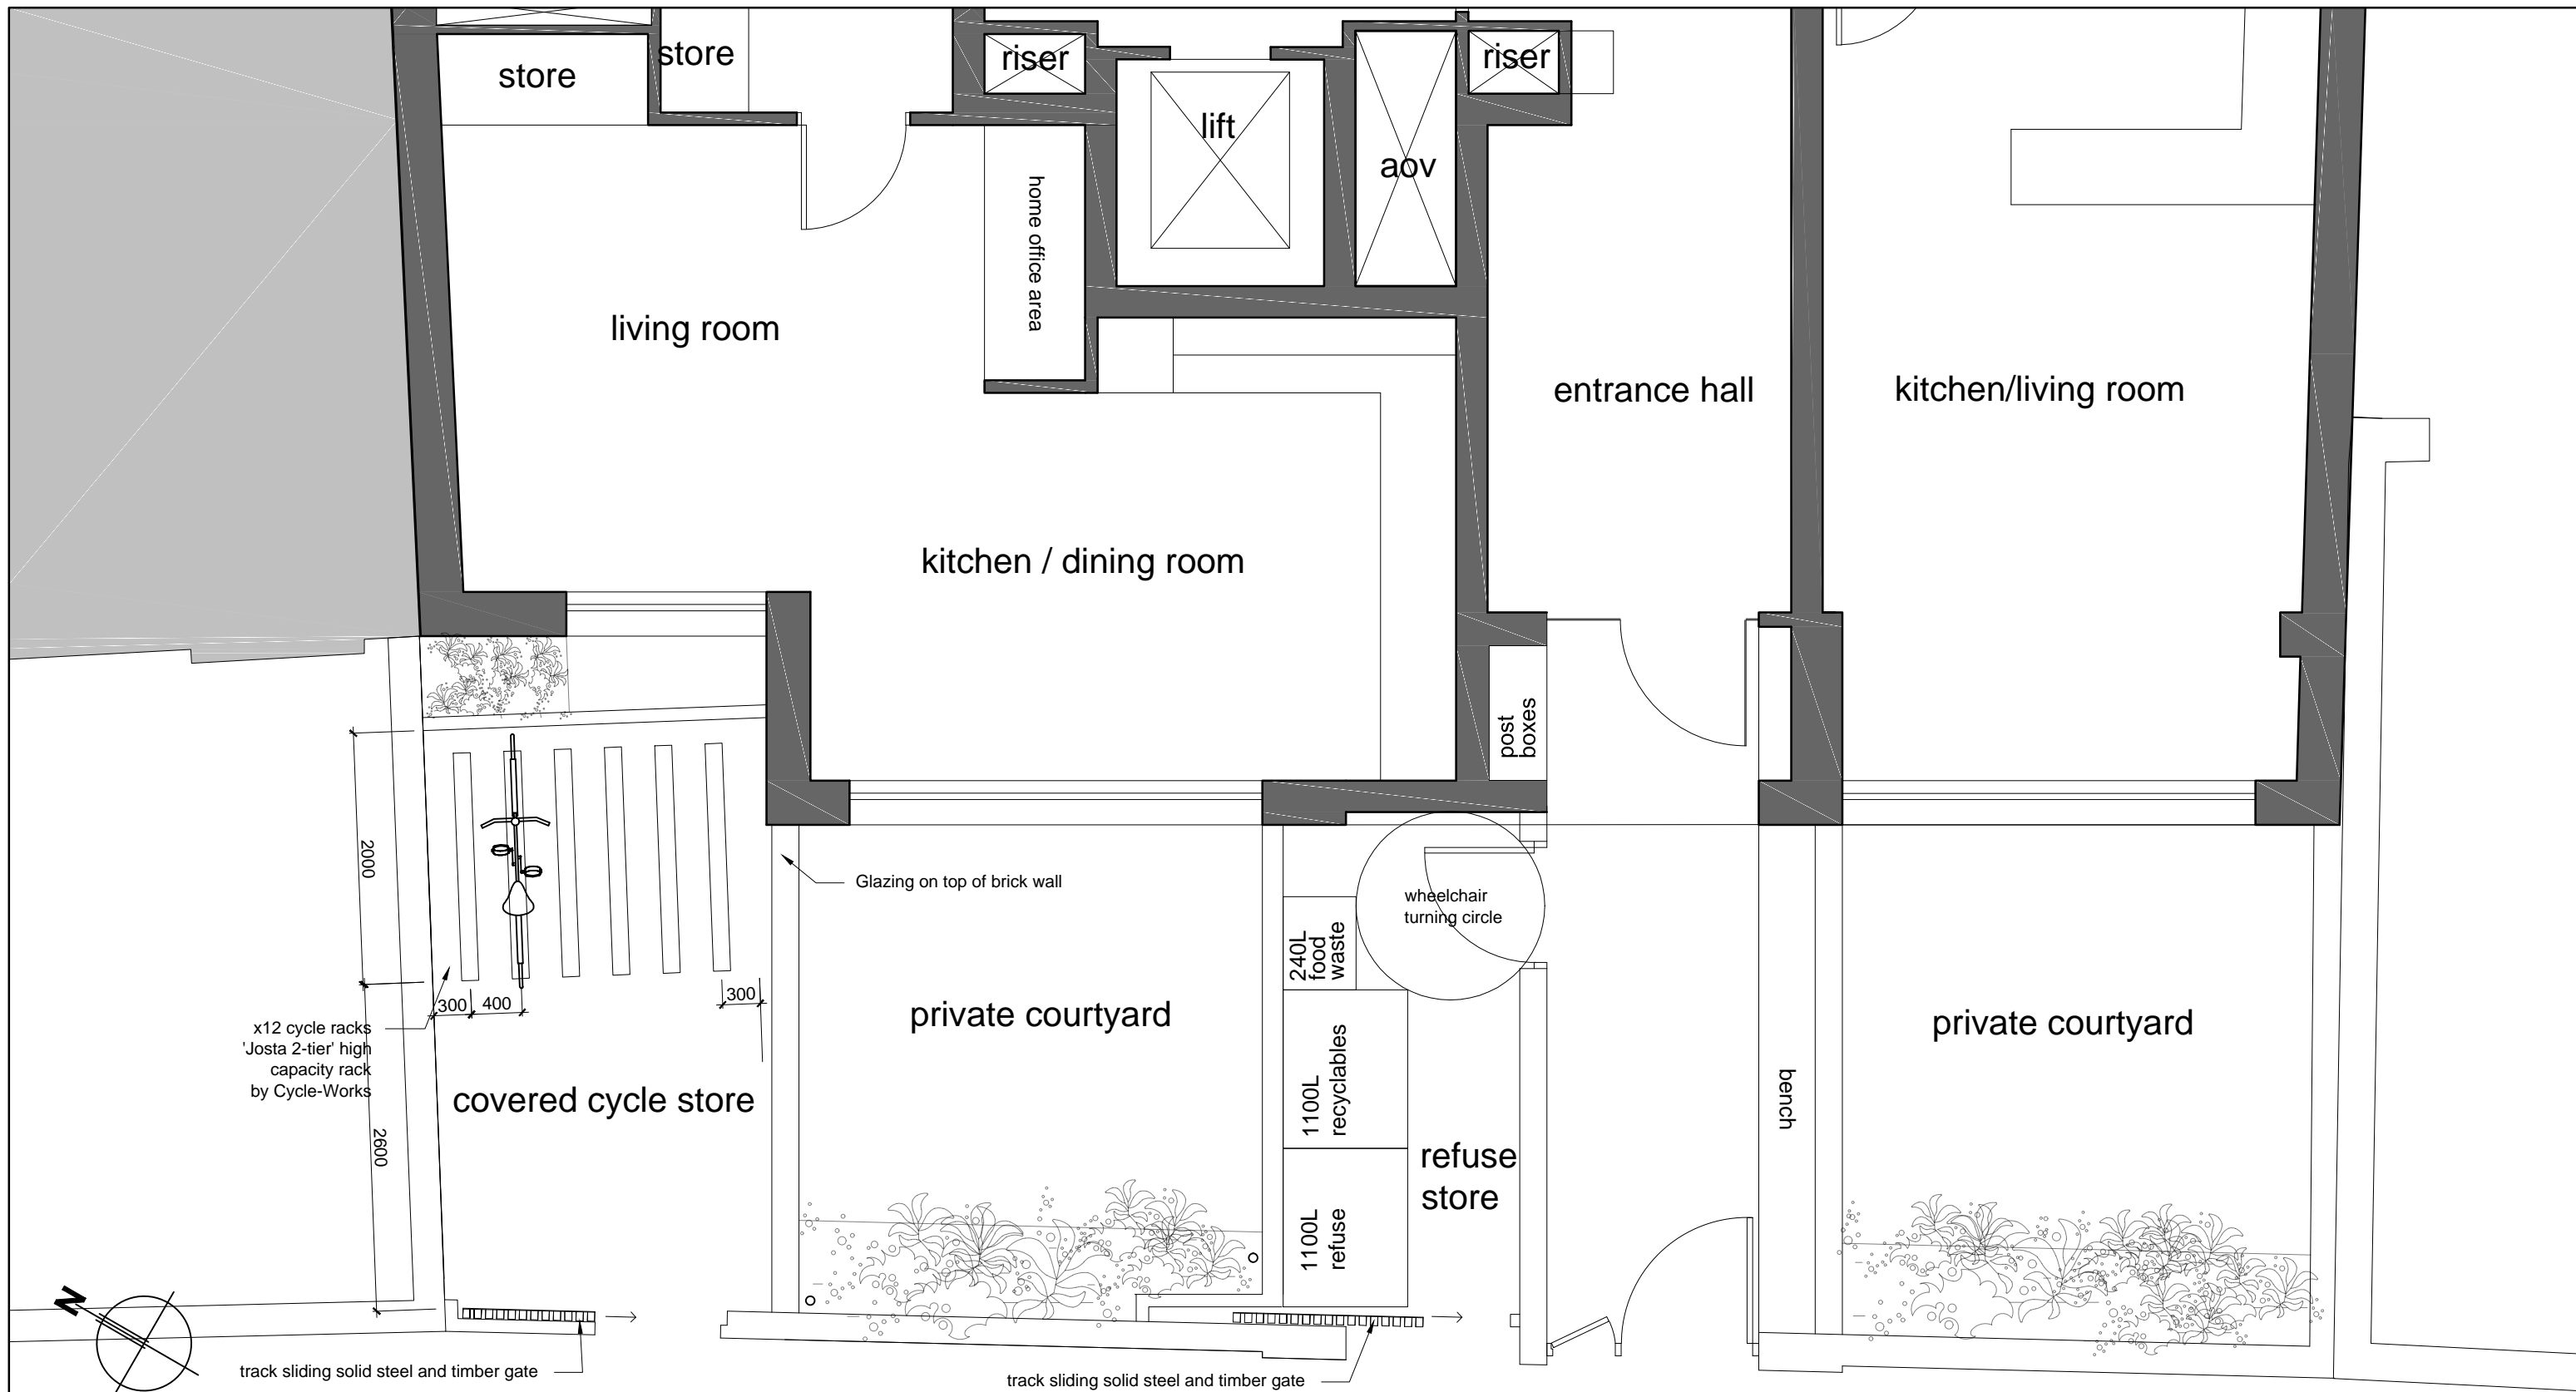 store
store
riser
riser
lift
aov
home office area
living room
entrance hall
kitchen/living room
kitchen / dining room
post
boxes
2000
Glazing on top of brick wall
wheelchair
turning circle
240L
food
waste
300
400
300
private courtyard
private courtyard
x12 cycle racks
'Josta 2-tier' high
capacity rack
by Cycle-Works
1100L
recyclables
covered cycle store
bench
2600
refuse
store
1100L
refuse
N
track sliding solid steel and timber gate
track sliding solid steel and timber gate